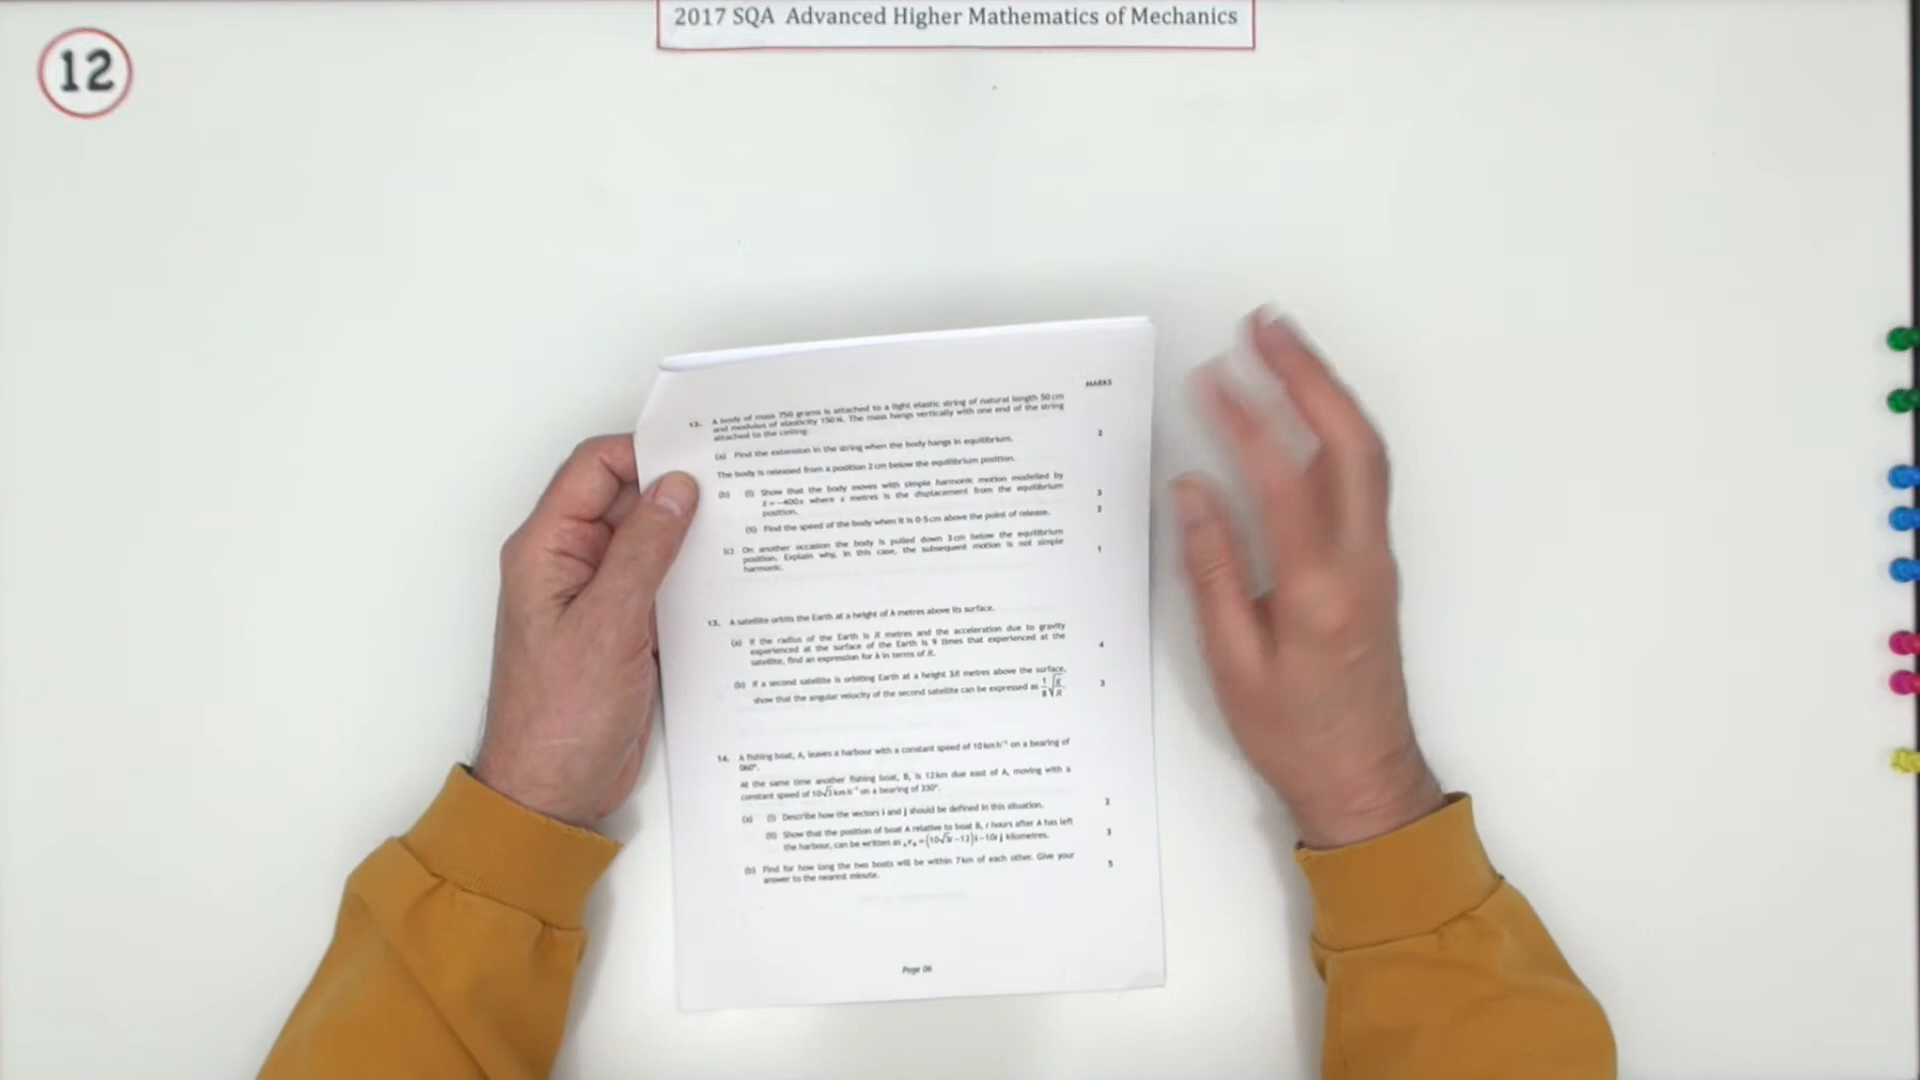 2017 SQA Advanced Higher Mathematics of Mechanics
12
MARKS
12. A body of mass 750 grams is attached to a light elastic string of natural length 50 cm
and modulus of elasticity 150 N. The mass hangs vertically with one end of the string
attached to the ceiling.
(a) Find the extension in the string when the body hangs in equilibrium. 2
The body is released from a position 2 cm below the equilibrium position.
(b) (i) Show that the body moves with simple harmonic motion modelled by
ẍ = −400x where x metres is the displacement from the equilibrium
position. 3
(ii) Find the speed of the body when it is 0·5 cm above the point of release.
(c) On another occasion the body is pulled down 3 cm below the equilibrium
position. Explain why, in this case, the subsequent motion is not simple
harmonic. 1
13. A satellite orbits the Earth at a height of h metres above its surface.
(a) If the radius of the Earth is R metres and the acceleration due to gravity
experienced at the surface of the Earth is 9 times that experienced at the
satellite, find an expression for h in terms of R. 4
(b) If a second satellite is orbiting Earth at a height 3R metres above the surface,
show that the angular velocity of the second satellite can be expressed as 1/8 √(g/R). 3
14. A fishing boat, A, leaves a harbour with a constant speed of 10 km h⁻¹ on a bearing of
060°.
At the same time another fishing boat, B, is 12 km due east of A, moving with a
constant speed of 10√3 km h⁻¹ on a bearing of 330°.
(a) (i) Describe how the vectors i and j should be defined in this situation. 2
(ii) Show that the position of boat A relative to boat B, t hours after A has left
the harbour, can be written as = (10√3t − 12)i − 10t j kilometres. 3
(b) Find for how long the two boats will be within 7 km of each other. Give your
answer to the nearest minute. 5
Page 06